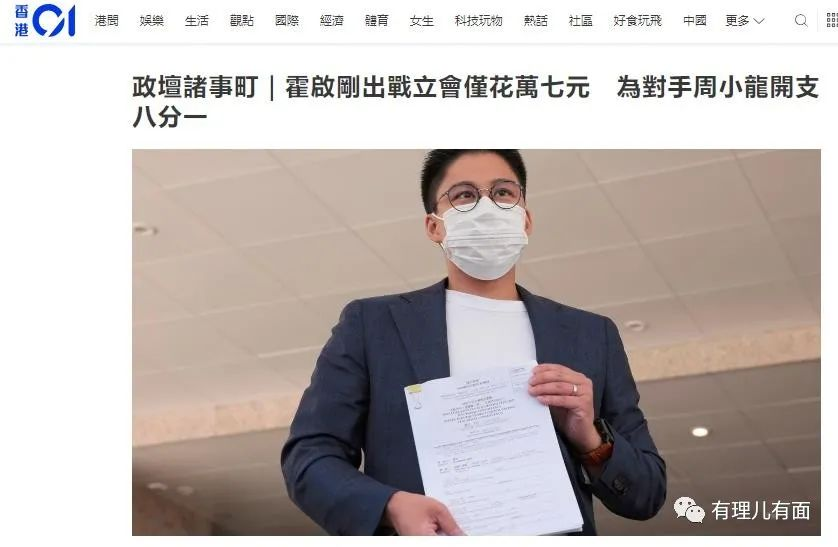 香港01
港聞 娛樂 生活 觀點 國際 經濟 體育 女生 科技玩物 熱話 社區 好食玩飛 中國 更多
政壇諸事町｜霍啟剛出戰立會僅花萬七元　為對手周小龍開支
八分一
有理儿有面